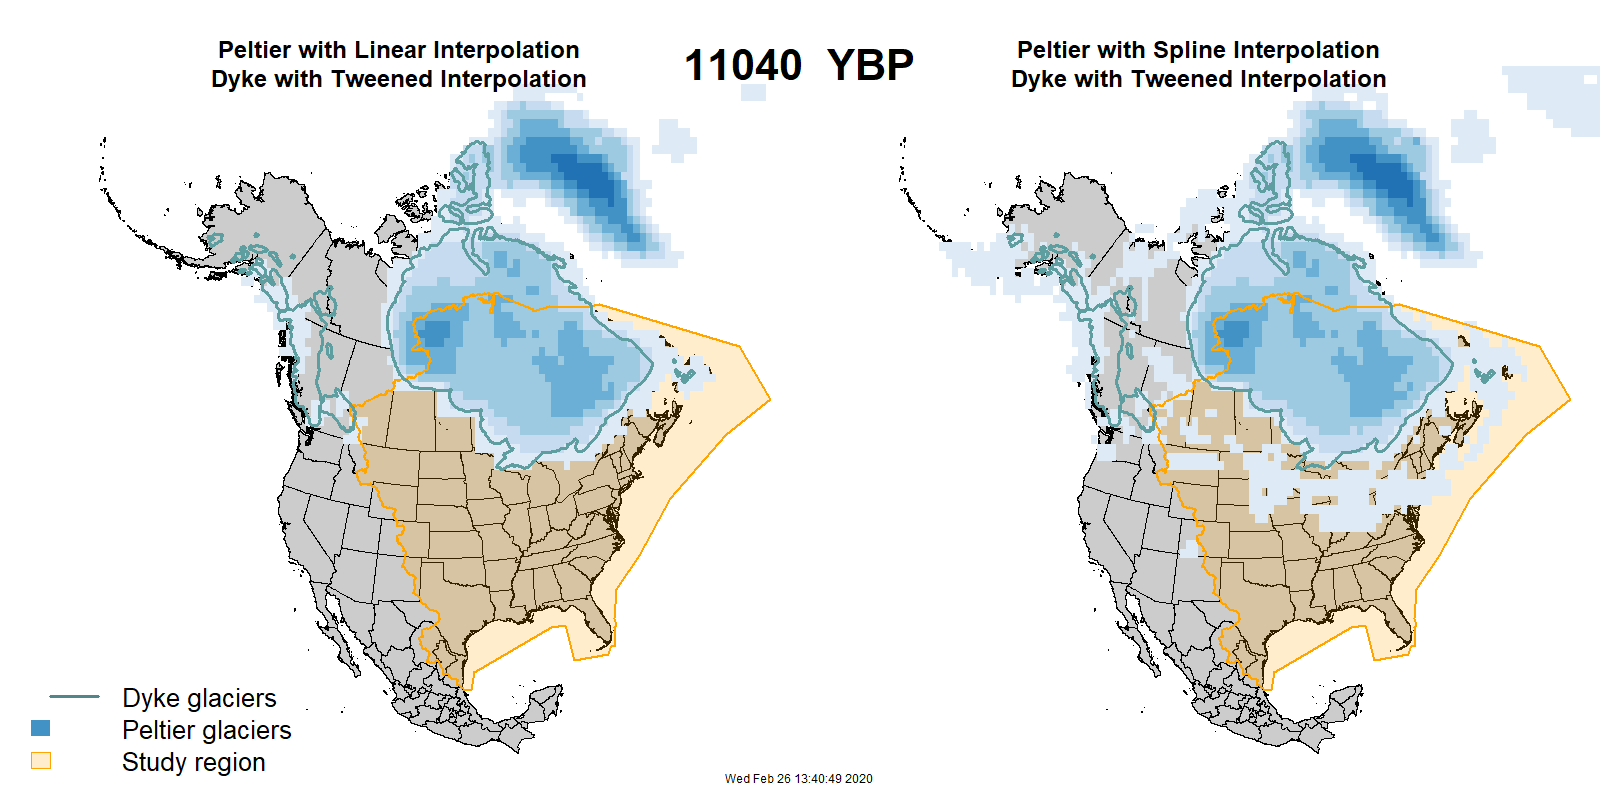 Peltier with Linear Interpolation
Dyke with Tweened Interpolation
11040 YBP
Peltier with Spline Interpolation
Dyke with Tweened Interpolation
Dyke glaciers
Peltier glaciers
Study region
Wed Feb 26 13:40:49 2020